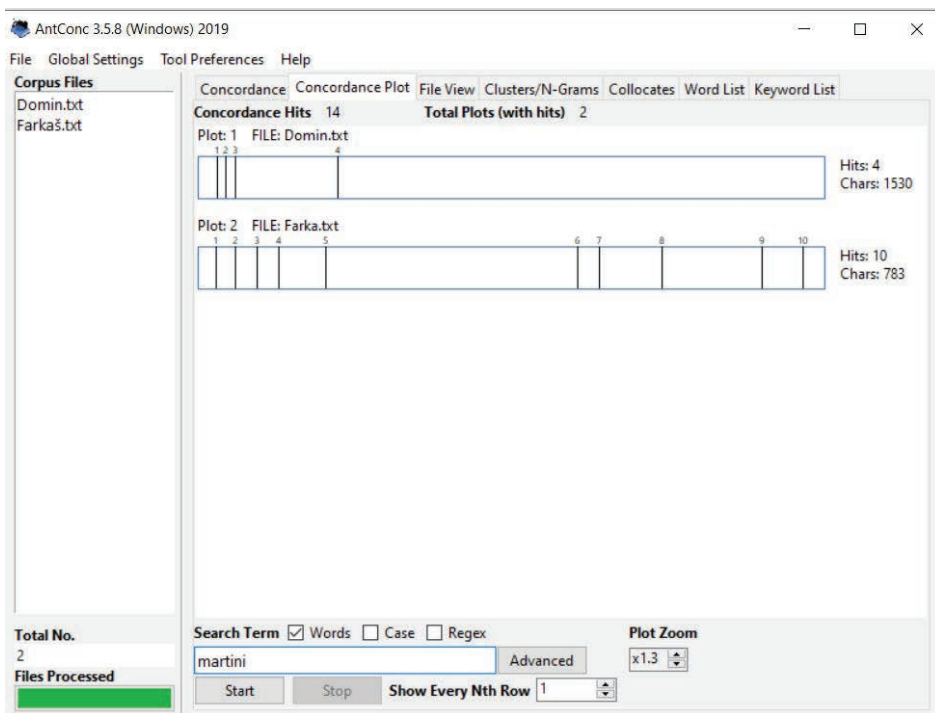 AntConc 3.5.8 (Windows) 2019
File Global Settings Tool Preferences Help
Corpus Files
Domin.txt
Farkaš.txt
Concordance Concordance Plot File View Clusters/N-Grams Collocates Word List Keyword List
Concordance Hits 14 Total Plots (with hits) 2
Plot: 1 FILE: Domin.txt
1 2 3 4
Hits: 4
Chars: 1530
Plot: 2 FILE: Farka.txt
1 2 3 4 5 6 7 8 9 10
Hits: 10
Chars: 783
Total No.
2
Files Processed
Search Term Words Case Regex
martini
Advanced
Start Stop Show Every Nth Row 1
Plot Zoom
x1.3